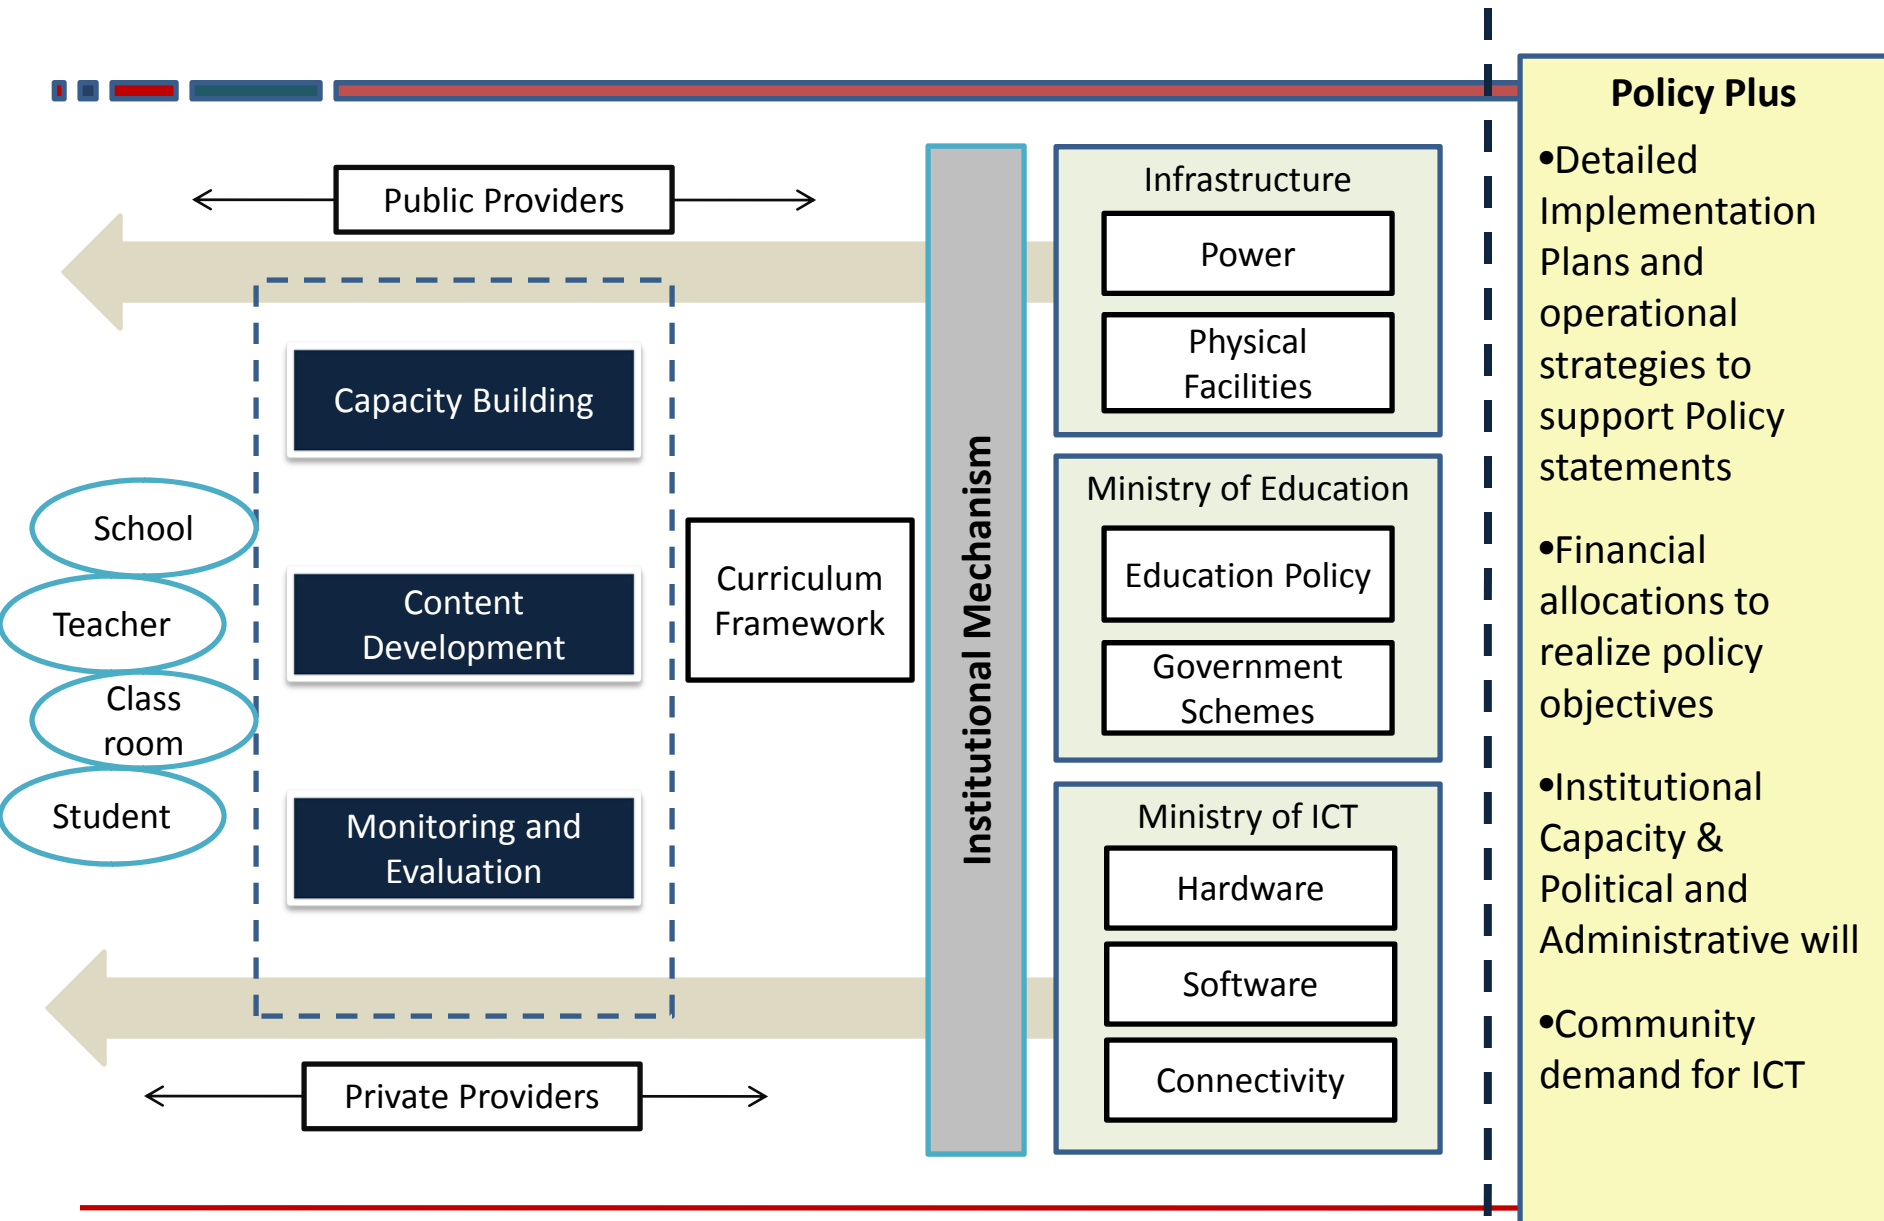 Public Providers
Capacity Building
Content
Development
Monitoring and
Evaluation
School
Teacher
Class
room
Student
Curriculum
Framework
Private Providers
Institutional Mechanism
Infrastructure
Power
Physical
Facilities
Ministry of Education
Education Policy
Government
Schemes
Ministry of ICT
Hardware
Software
Connectivity
Policy Plus
•Detailed
Implementation
Plans and
operational
strategies to
support Policy
statements
•Financial
allocations to
realize policy
objectives
•Institutional
Capacity &
Political and
Administrative will
•Community
demand for ICT